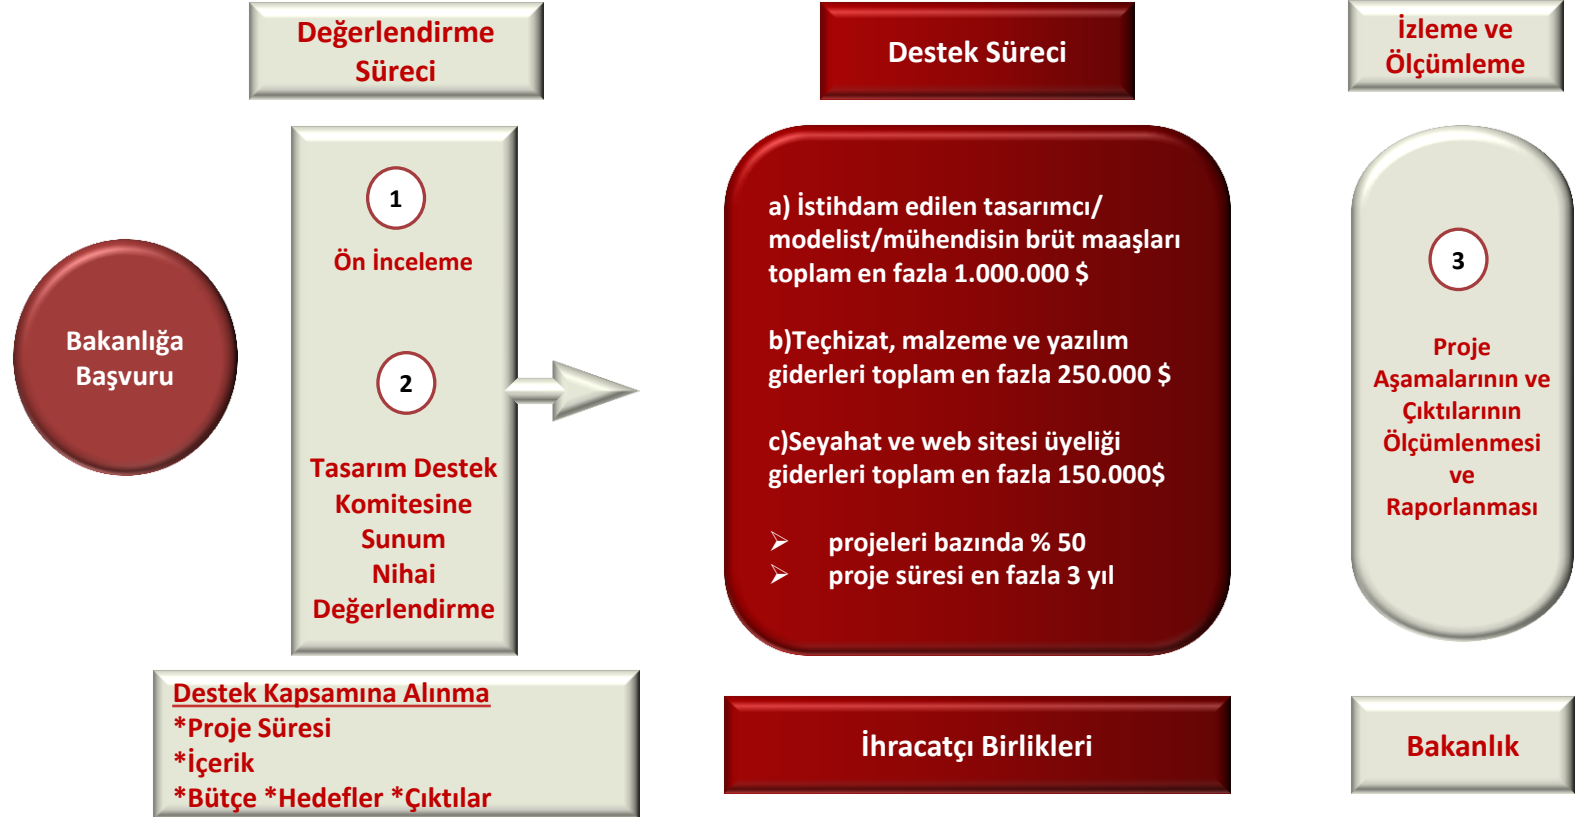 Değerlendirme
Süreci
Destek Süreci
İzleme ve
Ölçümleme
Bakanlığa
Başvuru
1
Ön İnceleme
2
Tasarım Destek
Komitesine
Sunum
Nihai
Değerlendirme
a) İstihdam edilen tasarımcı/
modelist/mühendisin brüt maaşları
toplam en fazla 1.000.000 $
b)Teçhizat, malzeme ve yazılım
giderleri toplam en fazla 250.000 $
c)Seyahat ve web sitesi üyeliği
giderleri toplam en fazla 150.000$
➢ projeleri bazında % 50
➢ proje süresi en fazla 3 yıl
3
Proje
Aşamalarının ve
Çıktılarının
Ölçümlenmesi
ve
Raporlanması
Destek Kapsamına Alınma
*Proje Süresi
*İçerik
*Bütçe *Hedefler *Çıktılar
İhracatçı Birlikleri
Bakanlık